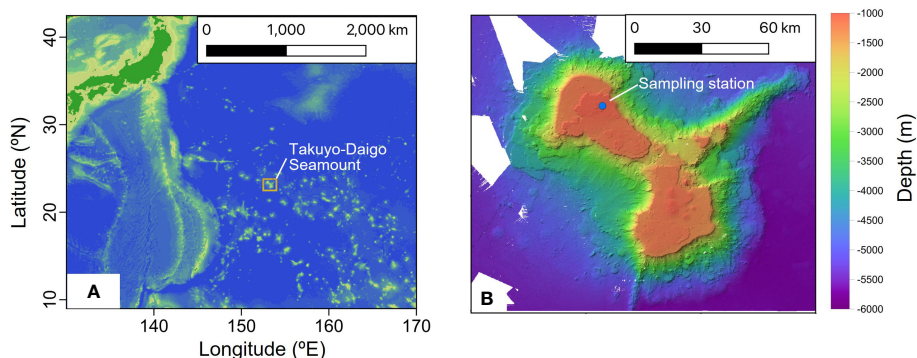 0 1,000 2,000 km
Takuyo-Daigo
Seamount
40
30
20
10
Latitude (ºN)
A
140 150 160 170
Longitude (ºE)
0 30 60 km
Sampling station
B
-1000
-1500
-2000
-2500
-3000
-3500
-4000
-4500
-5000
-5500
-6000
Depth (m)